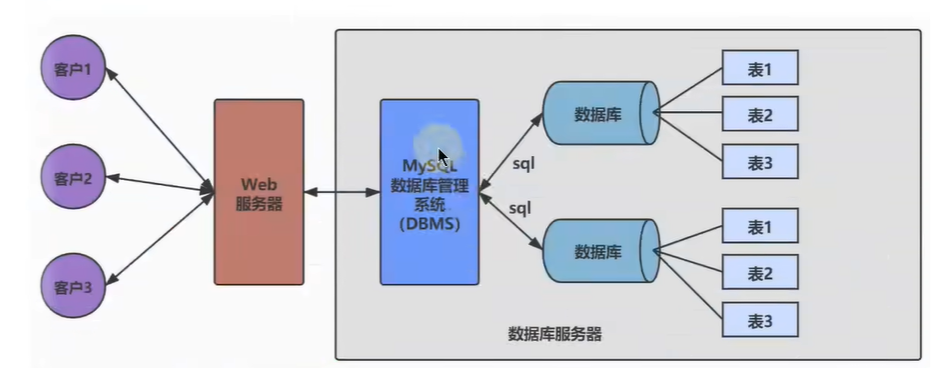 客户1
客户2
客户3
Web
服务器
MySQL
数据库管理
系统
(DBMS)
sql
sql
数据库
表1
表2
表3
数据库
表1
表2
表3
数据库服务器